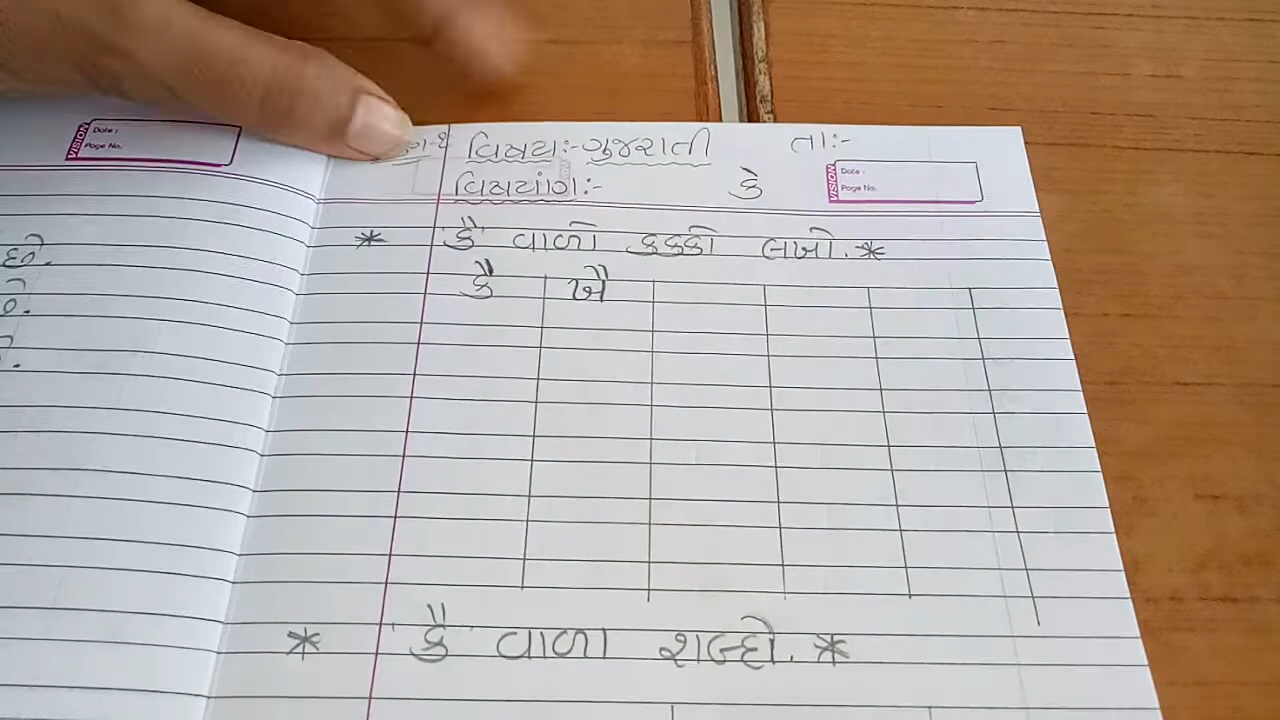 છે.
વિષય:-ગુજરાતી
તા:-
VISION
Date :
Page No.
વિષયાંગ:-
કે
VISION
Date :
Page No.
* કૈ વાળો કક્કો લખો. *
કૈ ખૈ
* કૈ વાળા શબ્દો. *